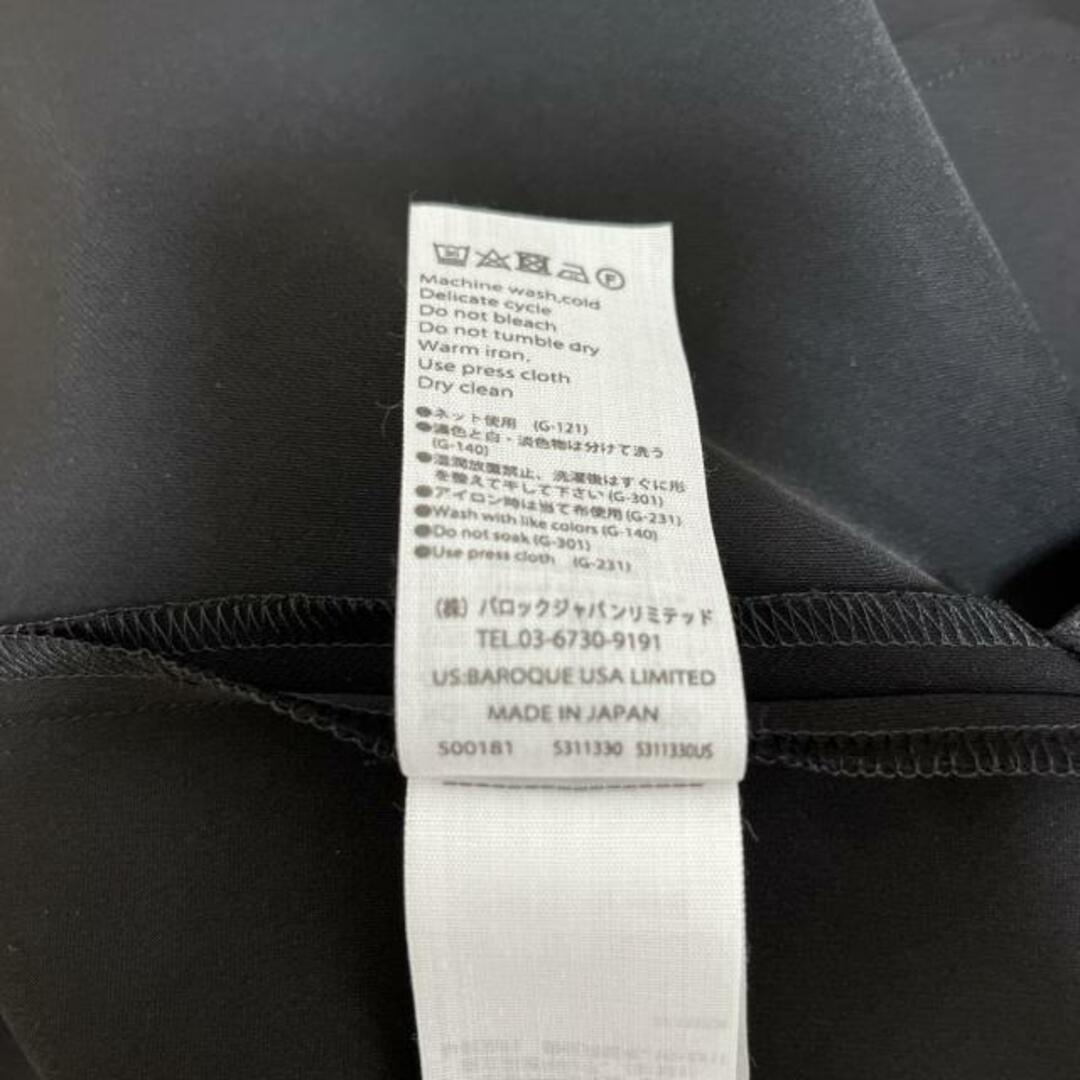 F
Machine wash,cold
Delicate cycle
Do not bleach
Do not tumble dry
Warm iron,
Use press cloth
Dry clean
●ネット使用 (G-121)
●濃色と白・淡色物は分けて洗う
(G-140)
●湿潤放置禁止、洗濯後はすぐに形
を整えて干して下さい(G-301)
●アイロン時は当て布使用(G-231)
●Wash with like colors (G-140)
●Do not soak (G-301)
●Use press cloth (G-231)
(株) バロックジャパンリミテッド
TEL.03-6730-9191
US:BAROQUE USA LIMITED
MADE IN JAPAN
S00181 5311330 5311330US